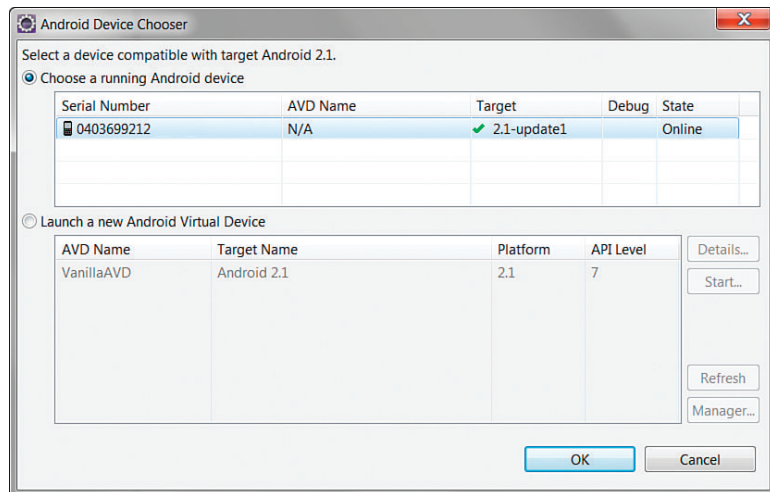 Android Device Chooser
X
Select a device compatible with target Android 2.1.
Choose a running Android device
Serial Number AVD Name Target Debug State
0403699212 N/A 2.1-update1 Online
Launch a new Android Virtual Device
AVD Name Target Name Platform API Level
VanillaAVD Android 2.1 2.1 7
Details...
Start...
Refresh
Manager...
OK Cancel